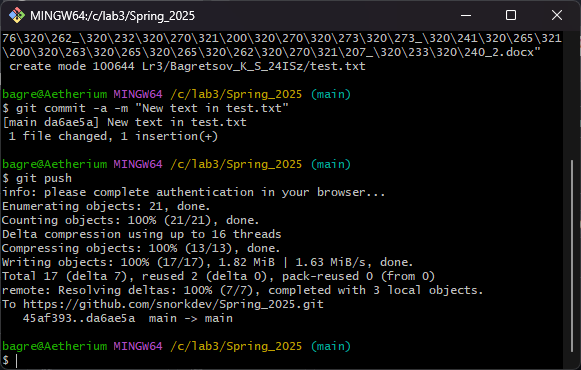 MINGW64:/c/lab3/Spring_2025
76\320\262_\320\232\320\270\321\200\320\270\320\273\320\273_\320\241\320\265\321
\200\320\263\320\265\320\265\320\262\320\270\321\207_\320\233\320\240_2.docx"
 create mode 100644 Lr3/Bagretsov_K_S_24ISz/test.txt
bagre@Aetherium MINGW64 /c/lab3/Spring_2025 (main)
$ git commit -a -m "New text in test.txt"
[main da6ae5a] New text in test.txt
 1 file changed, 1 insertion(+)
bagre@Aetherium MINGW64 /c/lab3/Spring_2025 (main)
$ git push
info: please complete authentication in your browser...
Enumerating objects: 21, done.
Counting objects: 100% (21/21), done.
Delta compression using up to 16 threads
Compressing objects: 100% (13/13), done.
Writing objects: 100% (17/17), 1.82 MiB | 1.63 MiB/s, done.
Total 17 (delta 7), reused 2 (delta 0), pack-reused 0 (from 0)
remote: Resolving deltas: 100% (7/7), completed with 3 local objects.
To https://github.com/snorkdev/Spring_2025.git
   45af393..da6ae5a  main -> main
bagre@Aetherium MINGW64 /c/lab3/Spring_2025 (main)
$